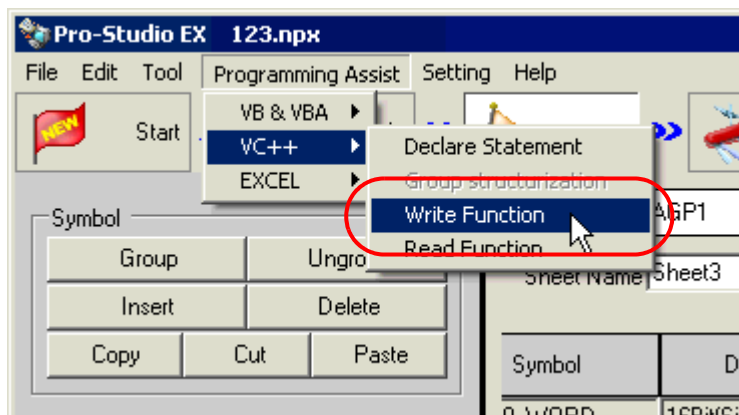 Pro-Studio EX 123.npx
File Edit Tool Programming Assist Setting Help
NEW Start
VB & VBA
VC++
EXCEL
Declare Statement
Group structurization
Write Function
Read Function
AGP1
Sheet Name Sheet3
Symbol
Group Ungro
Insert Delete
Copy Cut Paste
Symbol D